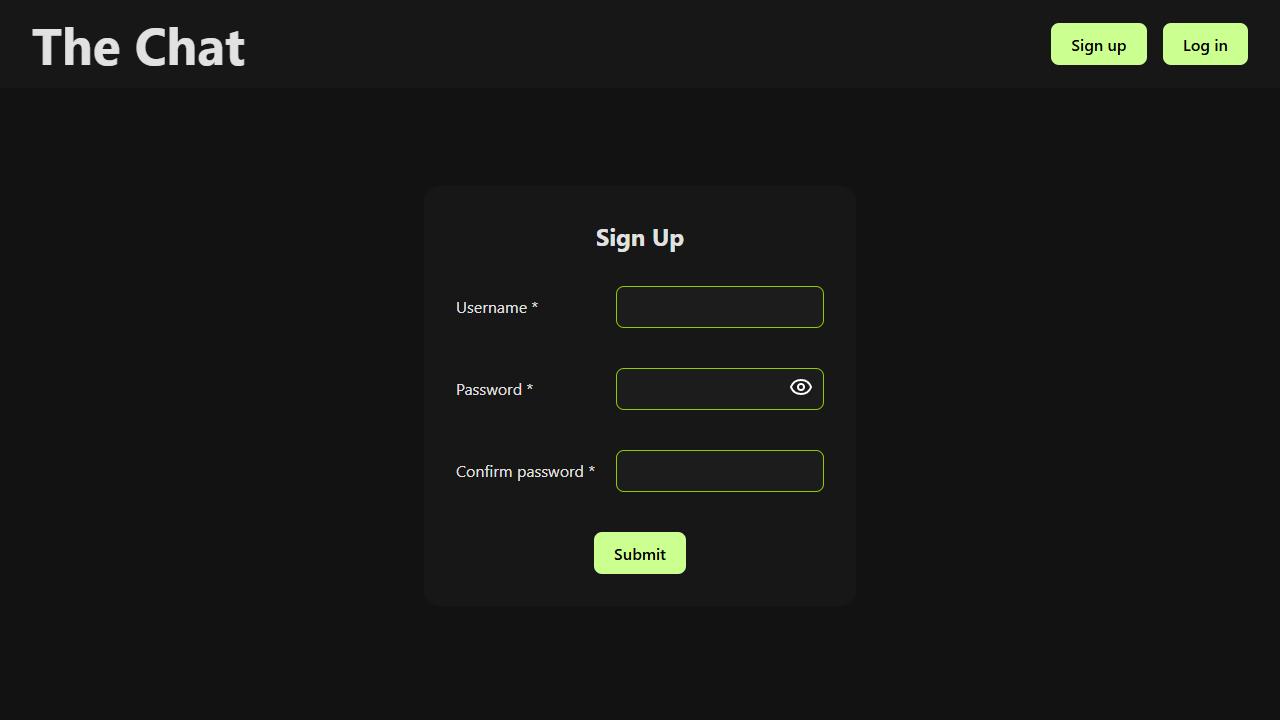 The Chat
Sign up
Log in
Sign Up
Username *
Password *
Confirm password *
Submit